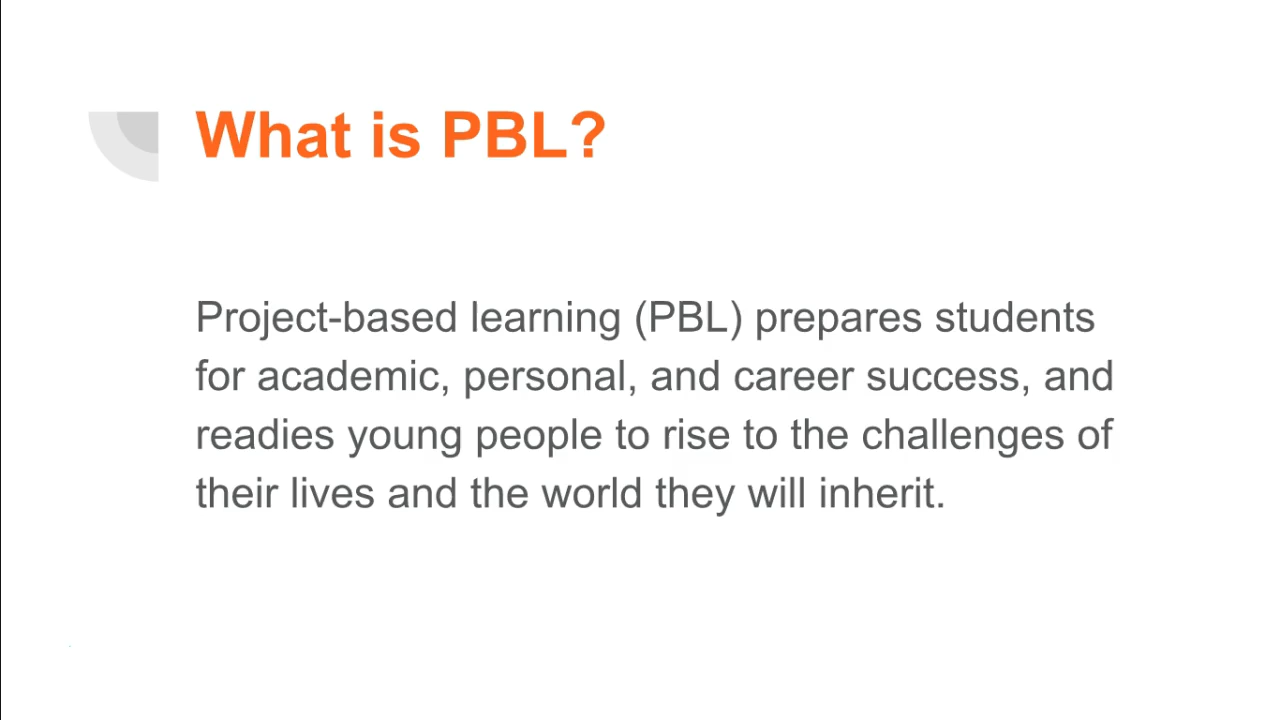 What is PBL?
Project-based learning (PBL) prepares students
for academic, personal, and career success, and
readies young people to rise to the challenges of
their lives and the world they will inherit.